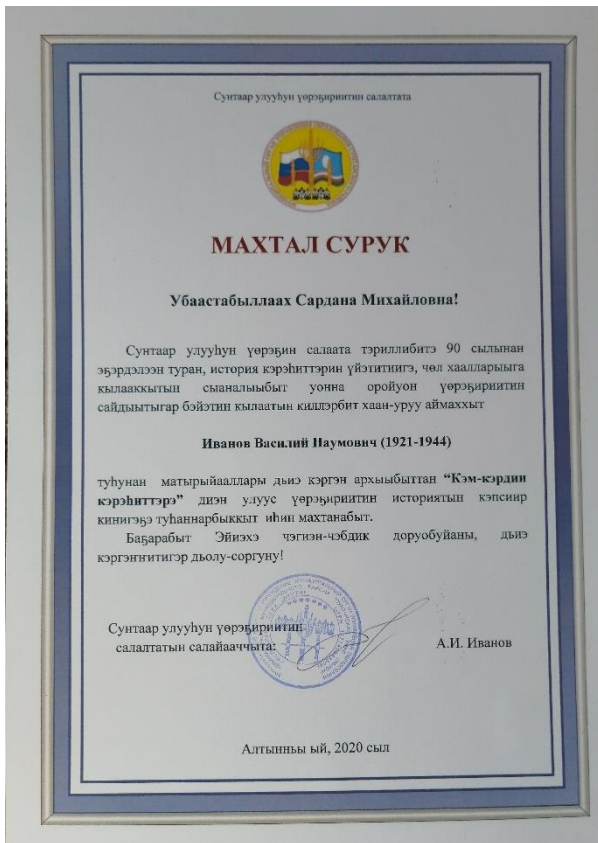 Сунтаар улууһун үөрэҕириитин салалтата
МАХТАЛ СУРУК
Убаастабыллаах Сардана Михайловна!
Сунтаар улууһун үөрэҕин салаата тэриллибитэ 90 сылынан
эҕэрдэлээн туран, история кэрэһиттэрин үйэтитиигэ, чөл хаалларыыга
кылааккытын сыаналыыбыт уонна оройуон үөрэҕириитин
сайдыытыгар бэйэтин кылаатын киллэрбит хаан-уруу аймаххыт
Иванов Василий Наумович (1921-1944)
туһунан матырыйааллары дьиэ кэргэн архыыбыттан “Кэм-кэрдии
кэрэһиттэрэ” диэн улуус үөрэҕириитин историятын кэпсиир
кинигэҕэ туһаннарбыккыт иһин махтанабыт.
Баҕарабыт Эйиэхэ чэгиэн-чэбдик доруобуйаны, дьиэ
кэргэҥҥитигэр дьолу-соргуну!
Сунтаар улууһун үөрэҕириитин
салалтатын салайааччыта:
А.И. Иванов
Алтынньы ый, 2020 сыл